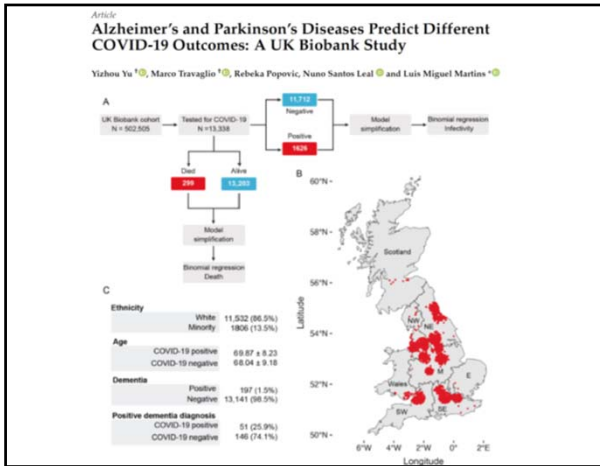 Article
Alzheimer's and Parkinson's Diseases Predict Different
COVID-19 Outcomes: A UK Biobank Study
Yizhou Yu †, Marco Travaglio †, Rebeka Popovic, Nuno Santos Leal and Luis Miguel Martins *
A
UK Biobank cohort
N = 502,505
Tested for COVID-19
N =13,338
11,712
Negative
Positive
1626
Model
simplification
Binomial regression
Infectivity
Died
Alive
299
Model
simplification
Binomial regression
Death
B
60°N
58°N
56°N
54°N
52°N
50°N
Latitude
Scotland
NW
NE
M
E
Wales
SW
SE
6°W
4°W
2°W
0°
2°E
Longitude
C
Ethnicity
White 11,532 (86.5%)
Minority 1806 (13.5%)
Age
COVID-19 positive 69.87 ± 8.23
COVID-19 negative 68.04 ± 9.18
Dementia
Positive 197 (1.5%)
Negative 13,141 (98.5%)
Positive dementia diagnosis
COVID-19 positive 51 (25.9%)
COVID-19 negative 146 (74.1%)